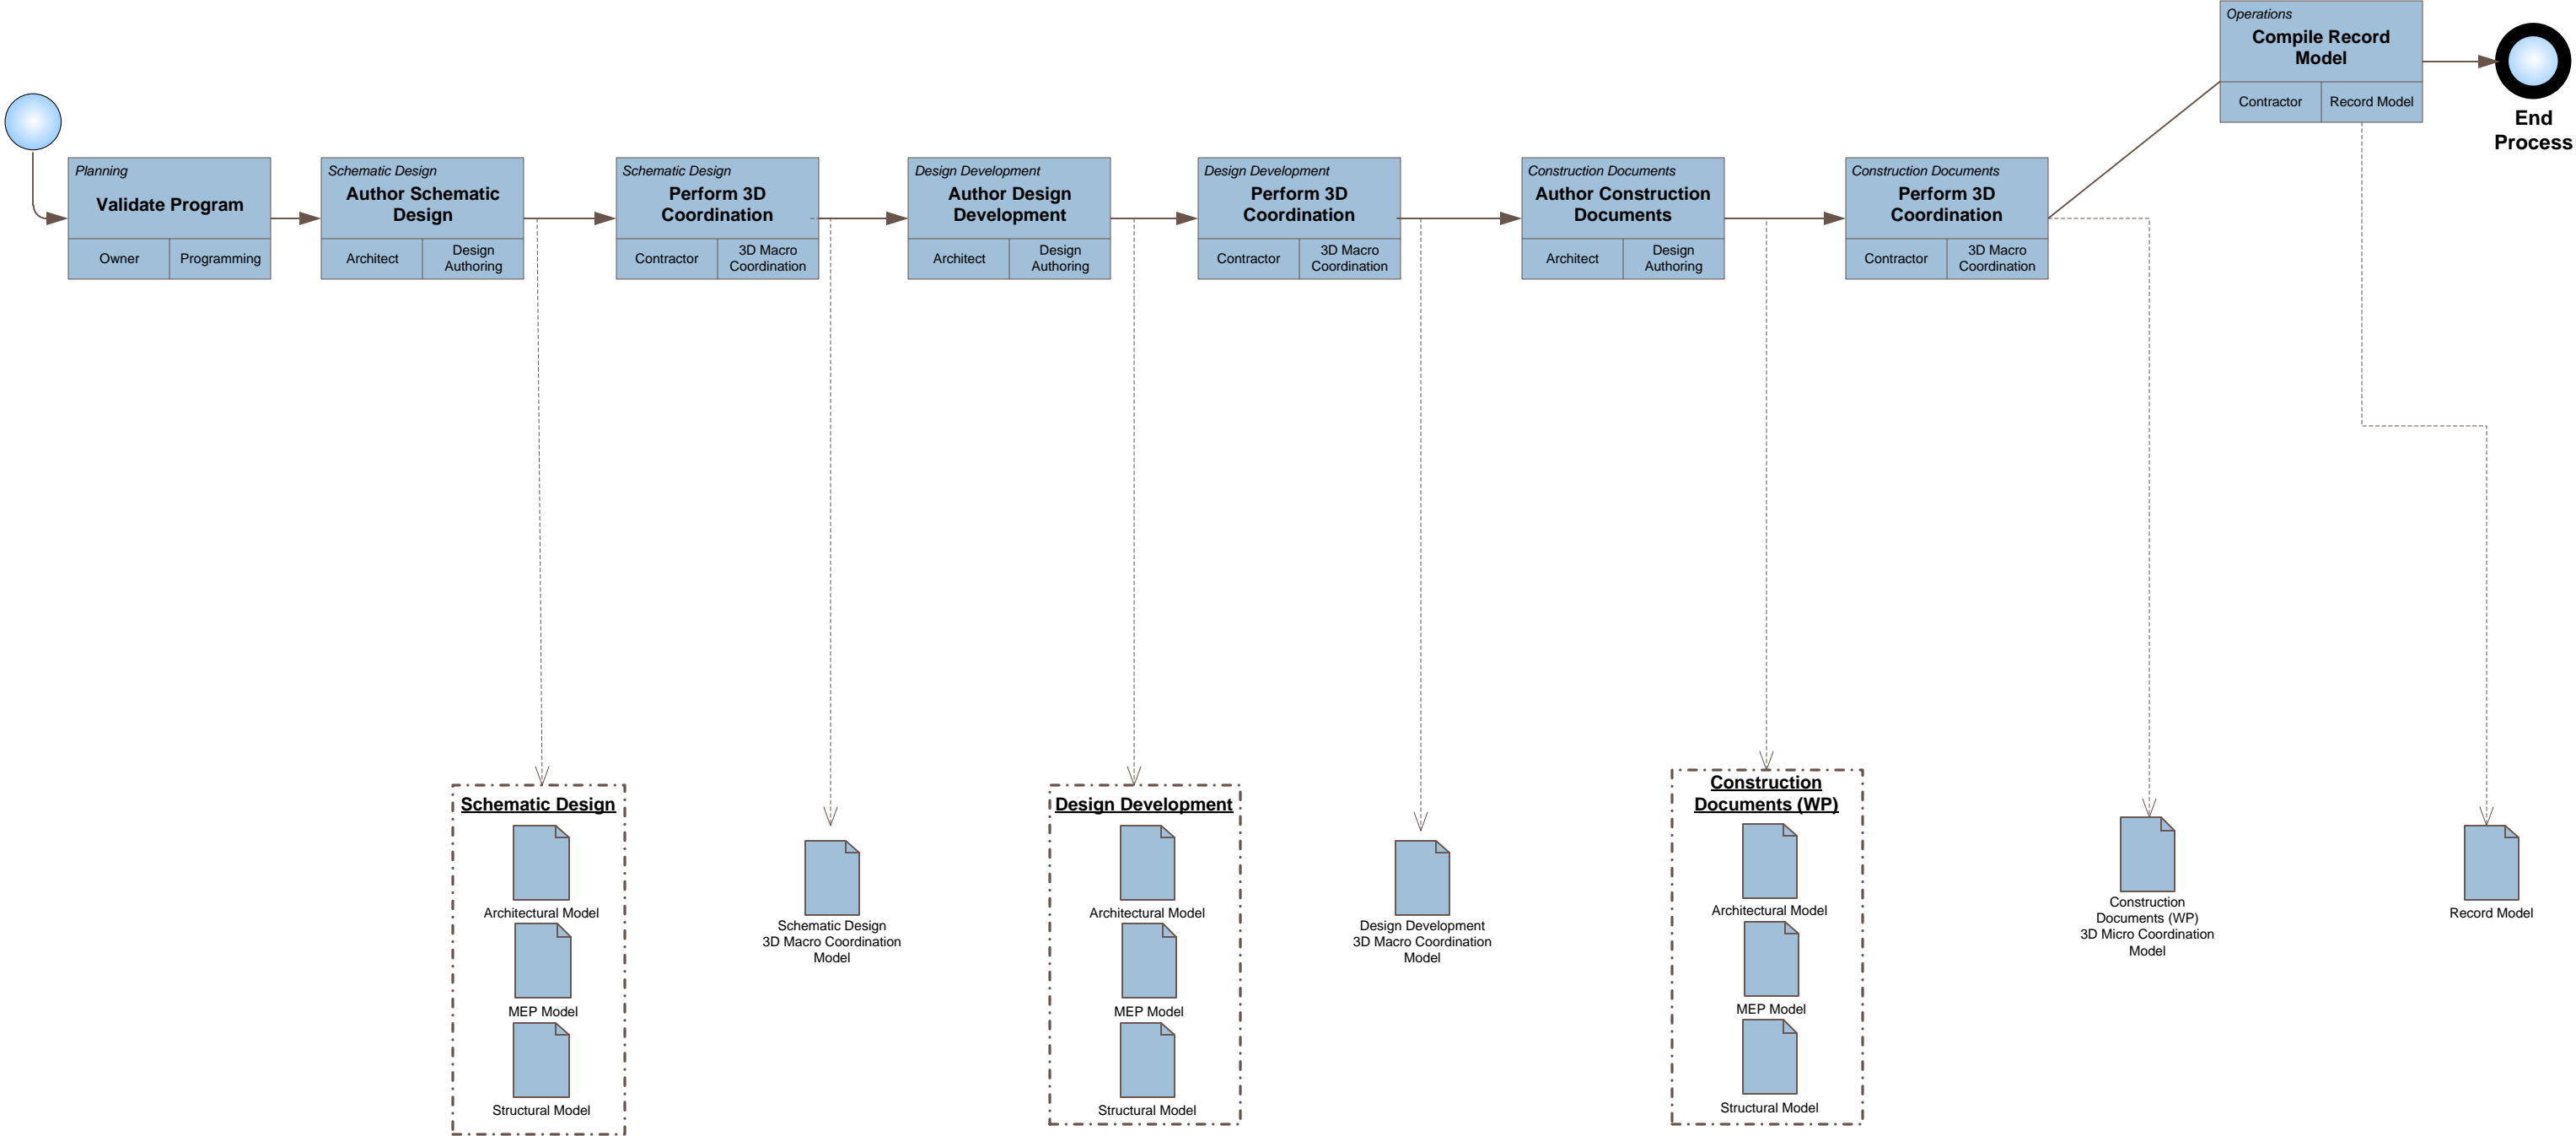 Planning
Validate Program
Owner
Programming
Schematic Design
Author Schematic
Design
Architect
Design
Authoring
Schematic Design
Perform 3D
Coordination
Contractor
3D Macro
Coordination
Design Development
Author Design
Development
Architect
Design
Authoring
Design Development
Perform 3D
Coordination
Contractor
3D Macro
Coordination
Construction Documents
Author Construction
Documents
Architect
Design
Authoring
Construction Documents
Perform 3D
Coordination
Contractor
3D Macro
Coordination
Operations
Compile Record
Model
Contractor
Record Model
End
Process
Schematic Design
Architectural Model
MEP Model
Structural Model
Schematic Design
3D Macro Coordination
Model
Design Development
Architectural Model
MEP Model
Structural Model
Design Development
3D Macro Coordination
Model
Construction
Documents (WP)
Architectural Model
MEP Model
Structural Model
Construction
Documents (WP)
3D Micro Coordination
Model
Record Model